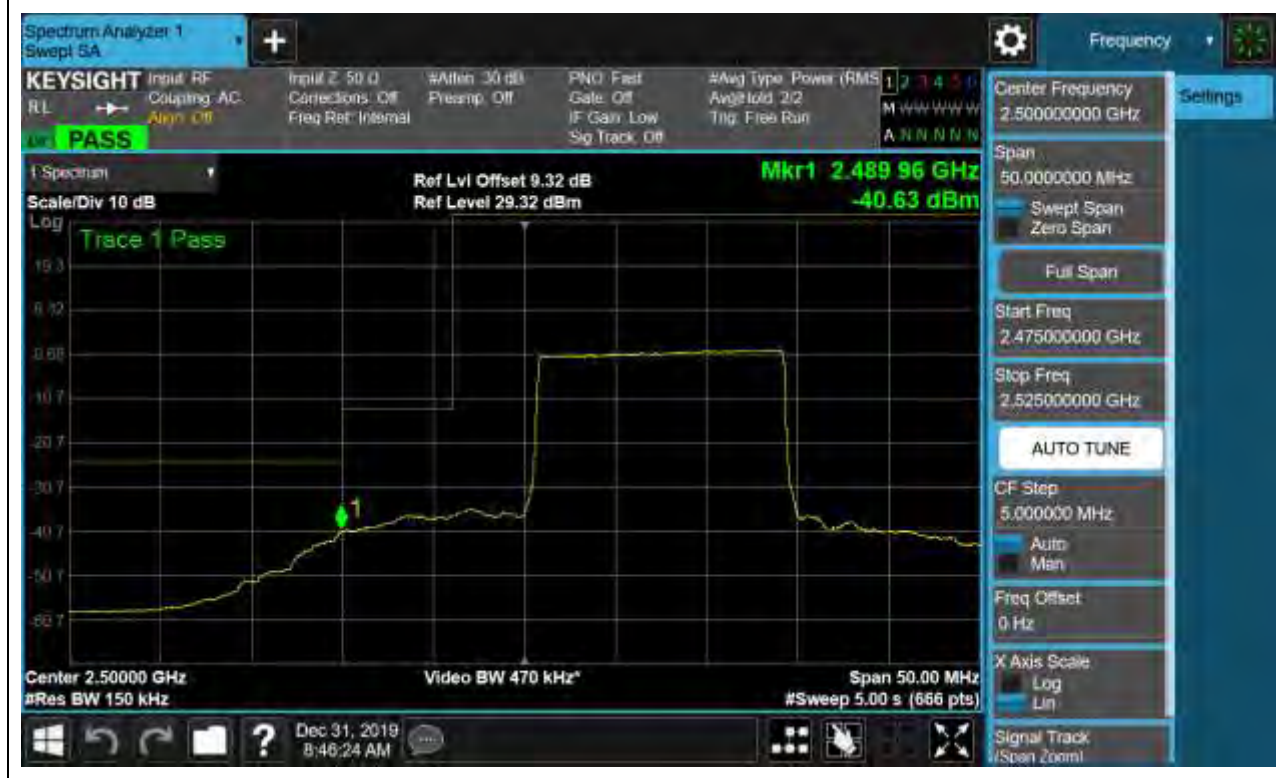 Spectrum Analyzer 1
Swept SA
+
Frequency
KEYSIGHT
RL
Input: RF
Coupling: AC
Align: Off
Input Z: 50 Ω
Corrections: Off
Freq Ref: Internal
#Atten: 30 dB
Preamp: Off
PNO: Fast
Gate: Off
IF Gain: Low
Sig Track: Off
#Avg Type: Power (RMS
Avg|Hold: 2/2
Trig: Free Run
1 2 3 4 5 6
M W W W W W
A N N N N N
PASS
1 Spectrum
Scale/Div 10 dB
Ref Lvl Offset 9.32 dB
Ref Level 29.32 dBm
Mkr1 2.489 96 GHz
-40.63 dBm
Log
Trace 1 Pass
19.3
9.32
-0.68
-10.7
-20.7
-30.7
-40.7
-50.7
-60.7
1
Center 2.50000 GHz
#Res BW 150 kHz
Video BW 470 kHz*
Span 50.00 MHz
#Sweep 5.00 s (666 pts)
Center Frequency
2.500000000 GHz
Settings
Span
50.0000000 MHz
Swept Span
Zero Span
Full Span
Start Freq
2.475000000 GHz
Stop Freq
2.525000000 GHz
AUTO TUNE
CF Step
5.000000 MHz
Auto
Man
Freq Offset
0 Hz
X Axis Scale
Log
Lin
Signal Track
(Span Zoom)
?
Dec 31, 2019
8:46:24 AM